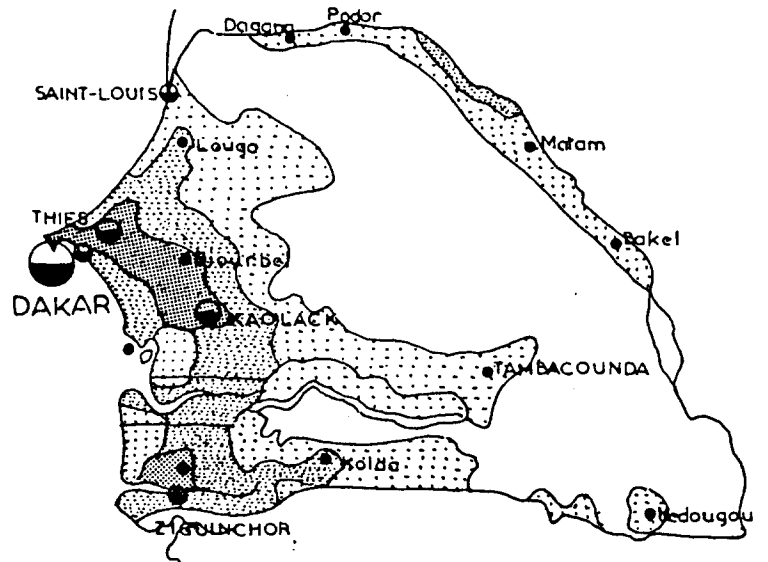 Podor
Dagana
SAINT-LOUIS
Louga
Matam
THIES
Bakel
Diourbel
DAKAR
KAOLACK
TAMBACOUNDA
Kolda
Kedougou
ZIGUINCHOR